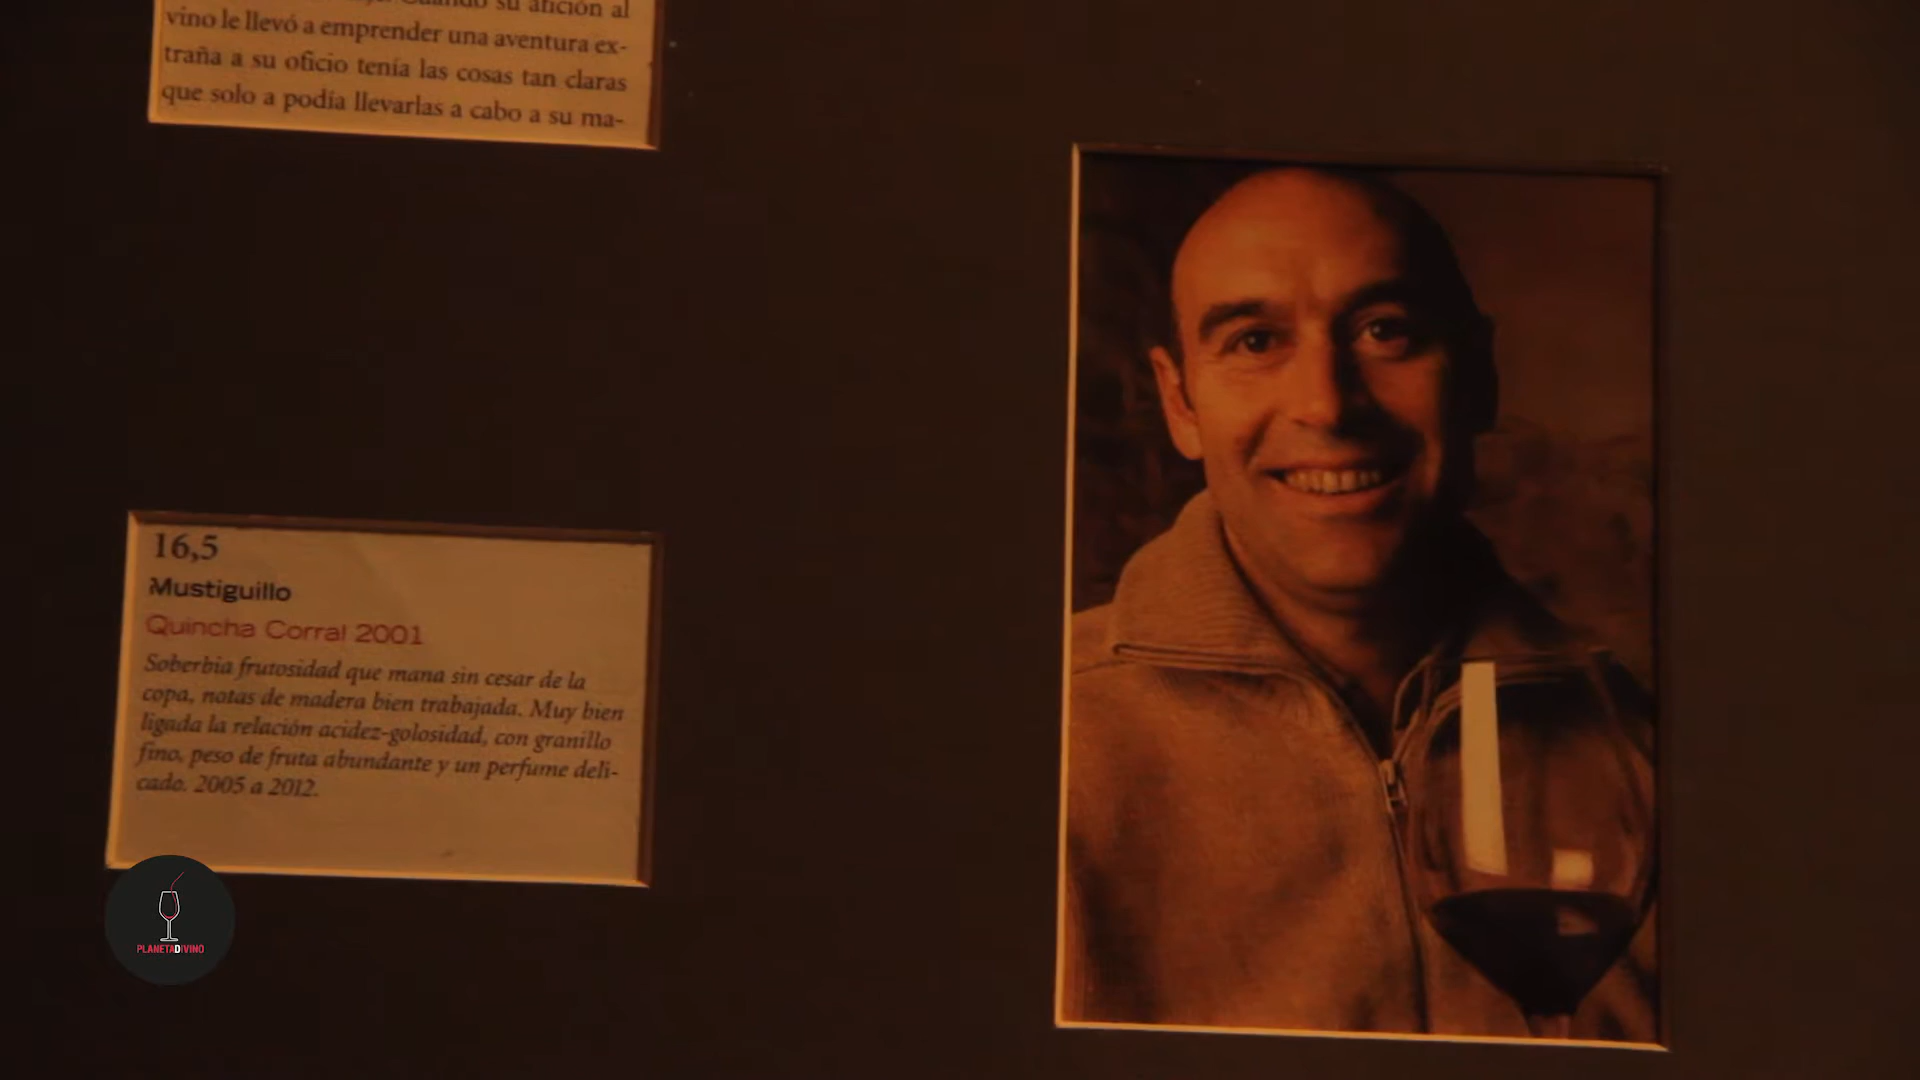 su afición al
vino le llevó a emprender una aventura ex-
traña a su oficio tenía las cosas tan claras
que solo a podía llevarlas a cabo a su ma-
16,5
Mustiguillo
Quincha Corral 2001
Soberbia frutosidad que mana sin cesar de la
copa, notas de madera bien trabajada. Muy bien
ligada la relación acidez-golosidad, con granillo
fino, peso de fruta abundante y un perfume deli-
cado. 2005 a 2012.
PLANETADIVINO